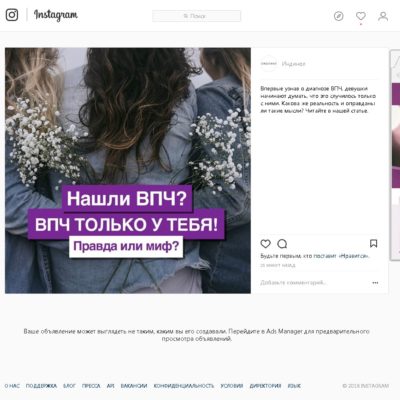 Instagram
Поиск
Индинол
Впервые узнав о диагнозе ВПЧ, девушки
начинают думать, что это случилось только
с ними. Какова же реальность и оправданы
ли такие мысли? Читайте в нашей статье.
Нашли ВПЧ?
ВПЧ ТОЛЬКО У ТЕБЯ!
Правда или миф?
Будьте первым, кто поставит «Нравится».
Добавьте комментарий...
Ваше объявление может выглядеть не таким, каким вы его создавали. Перейдите в Ads Manager для предварительного
просмотра объявлений.
О НАС ПОДДЕРЖКА БЛОГ ПРЕССА API ВАКАНСИИ КОНФИДЕНЦИАЛЬНОСТЬ УСЛОВИЯ ДИРЕКТОРИЯ ЯЗЫК © 2018 INSTAGRAM